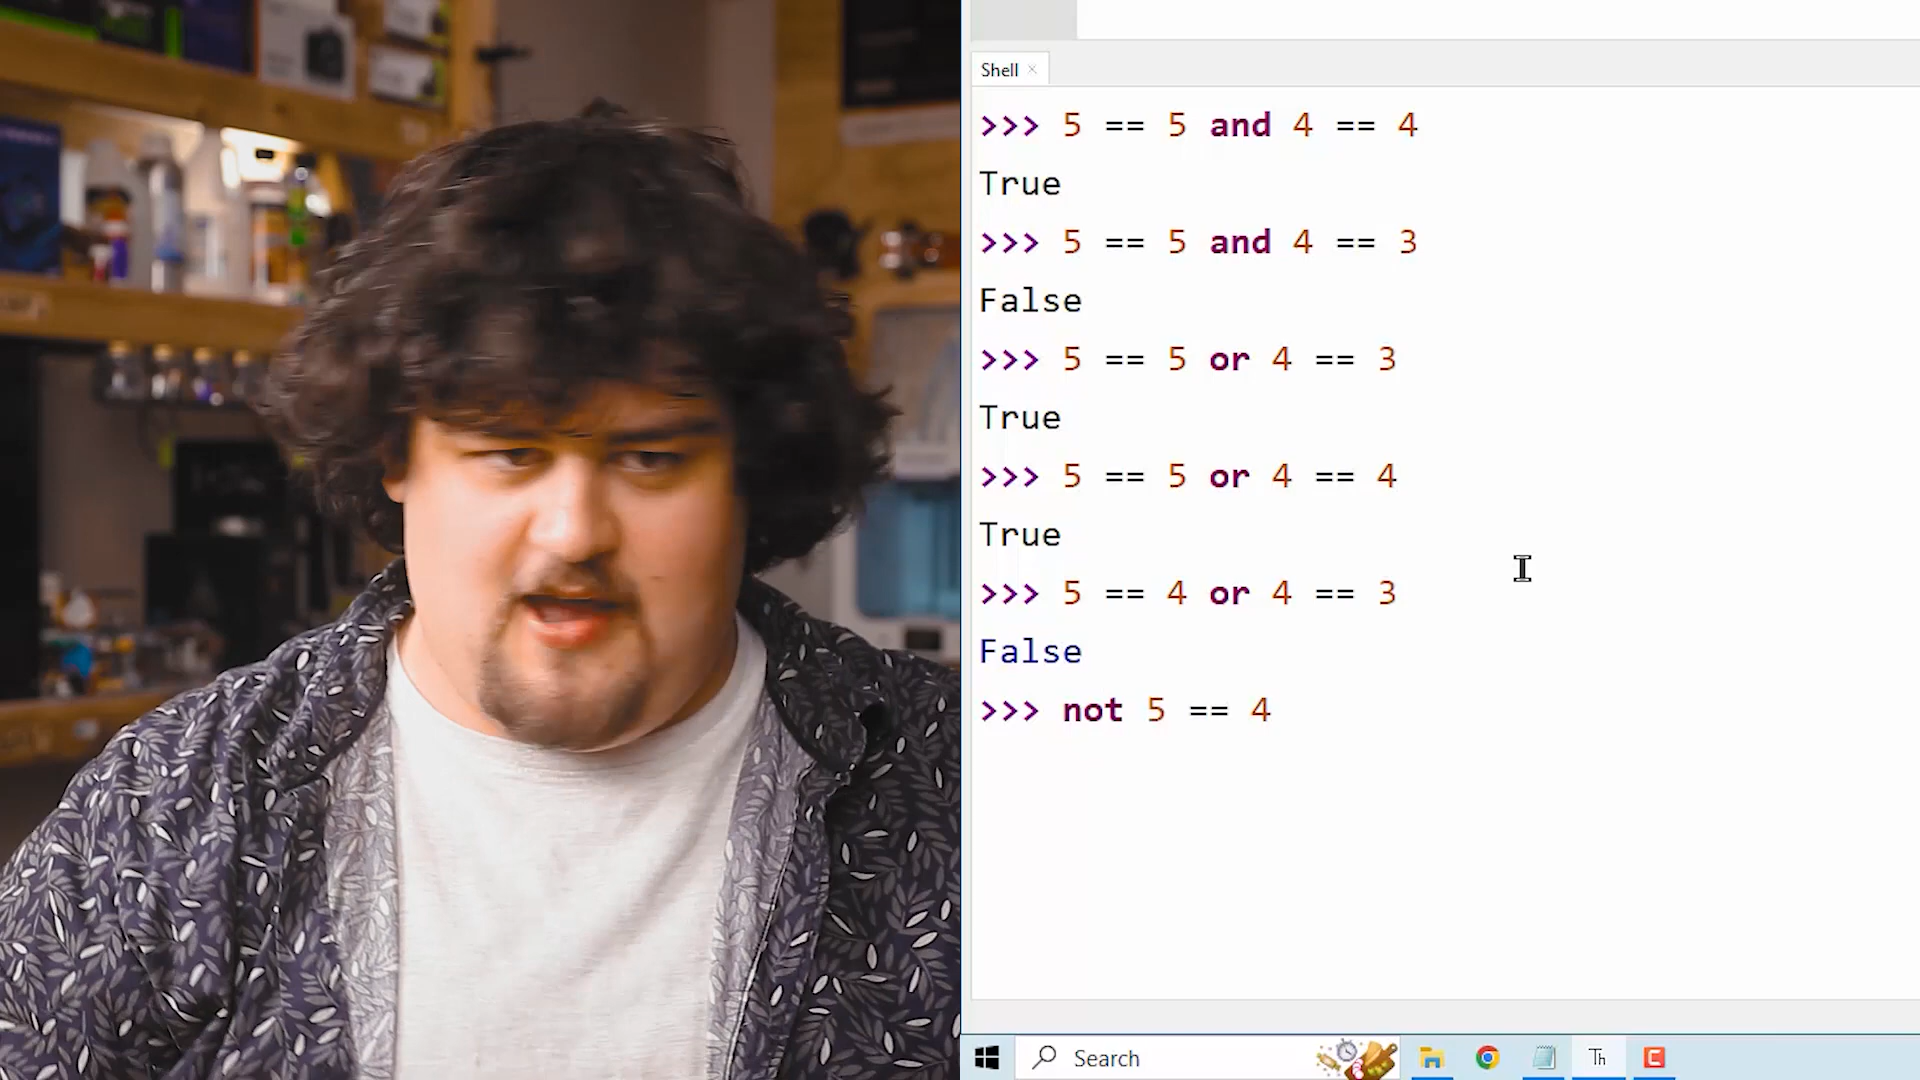 Shell
>>> 5 == 5 and 4 == 4
True
>>> 5 == 5 and 4 == 3
False
>>> 5 == 5 or 4 == 3
True
>>> 5 == 5 or 4 == 4
True
>>> 5 == 4 or 4 == 3
False
>>> not 5 == 4
Search
Th